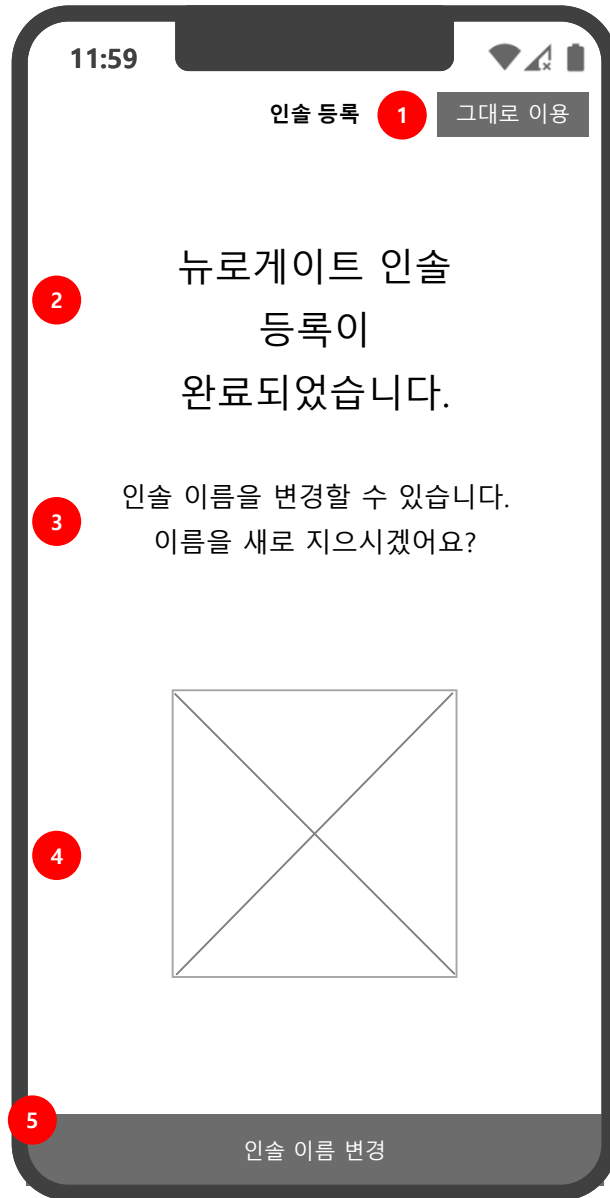 11:59
인솔 등록
1
그대로 이용
2
뉴로게이트 인솔
등록이
완료되었습니다.
3
인솔 이름을 변경할 수 있습니다.
이름을 새로 지으시겠어요?
4
5
인솔 이름 변경